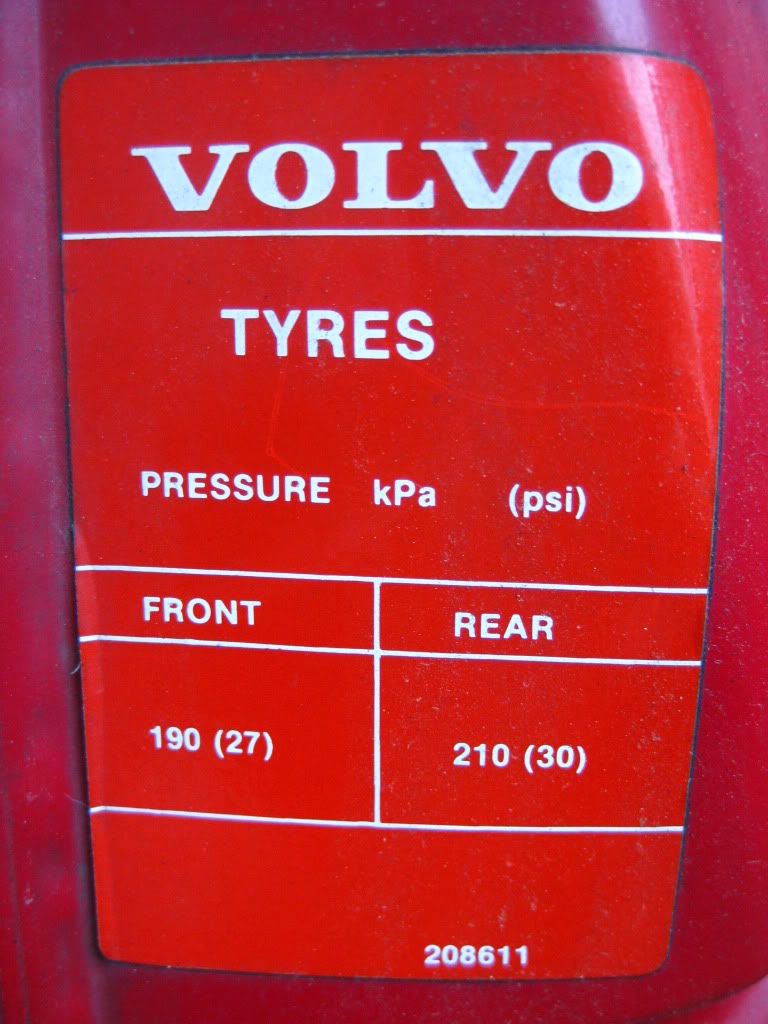 VOLVO
TYRES
PRESSURE kPa (psi)
FRONT REAR
190 (27) 210 (30)
208611